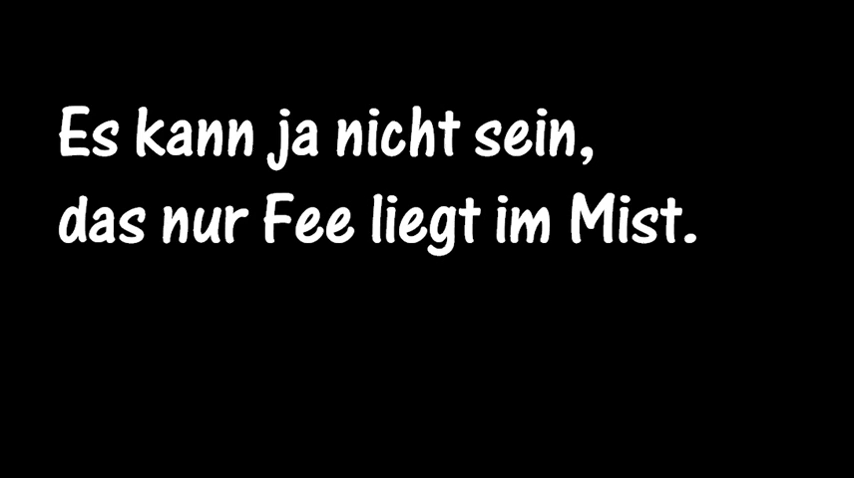 Es kann ja nicht sein,
das nur Fee liegt im Mist.